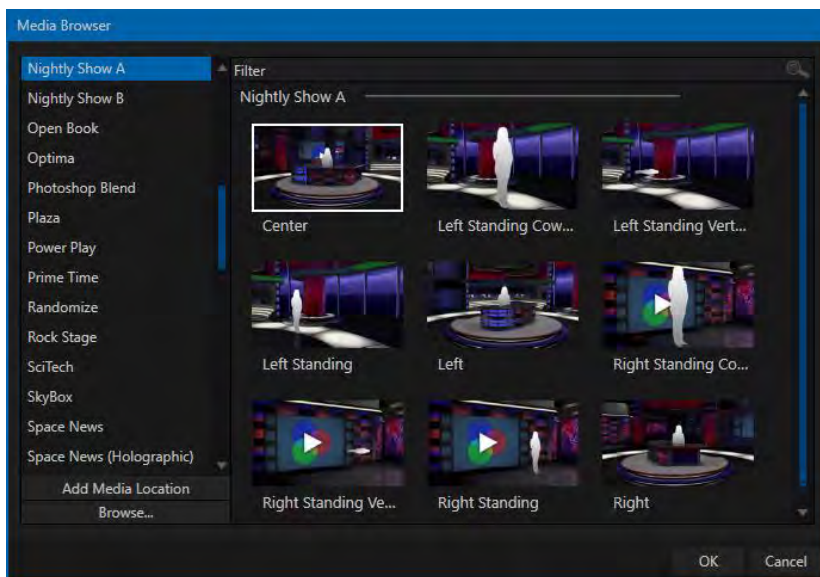 Media Browser
Nightly Show A
Nightly Show B
Open Book
Optima
Photoshop Blend
Plaza
Power Play
Prime Time
Randomize
Rock Stage
SciTech
SkyBox
Space News
Space News (Holographic)
Add Media Location
Browse...
Filter
Nightly Show A
Center
Left Standing Cow...
Left Standing Vert...
Left Standing
Left
Right Standing Co...
Right Standing Ve...
Right Standing
Right
OK
Cancel